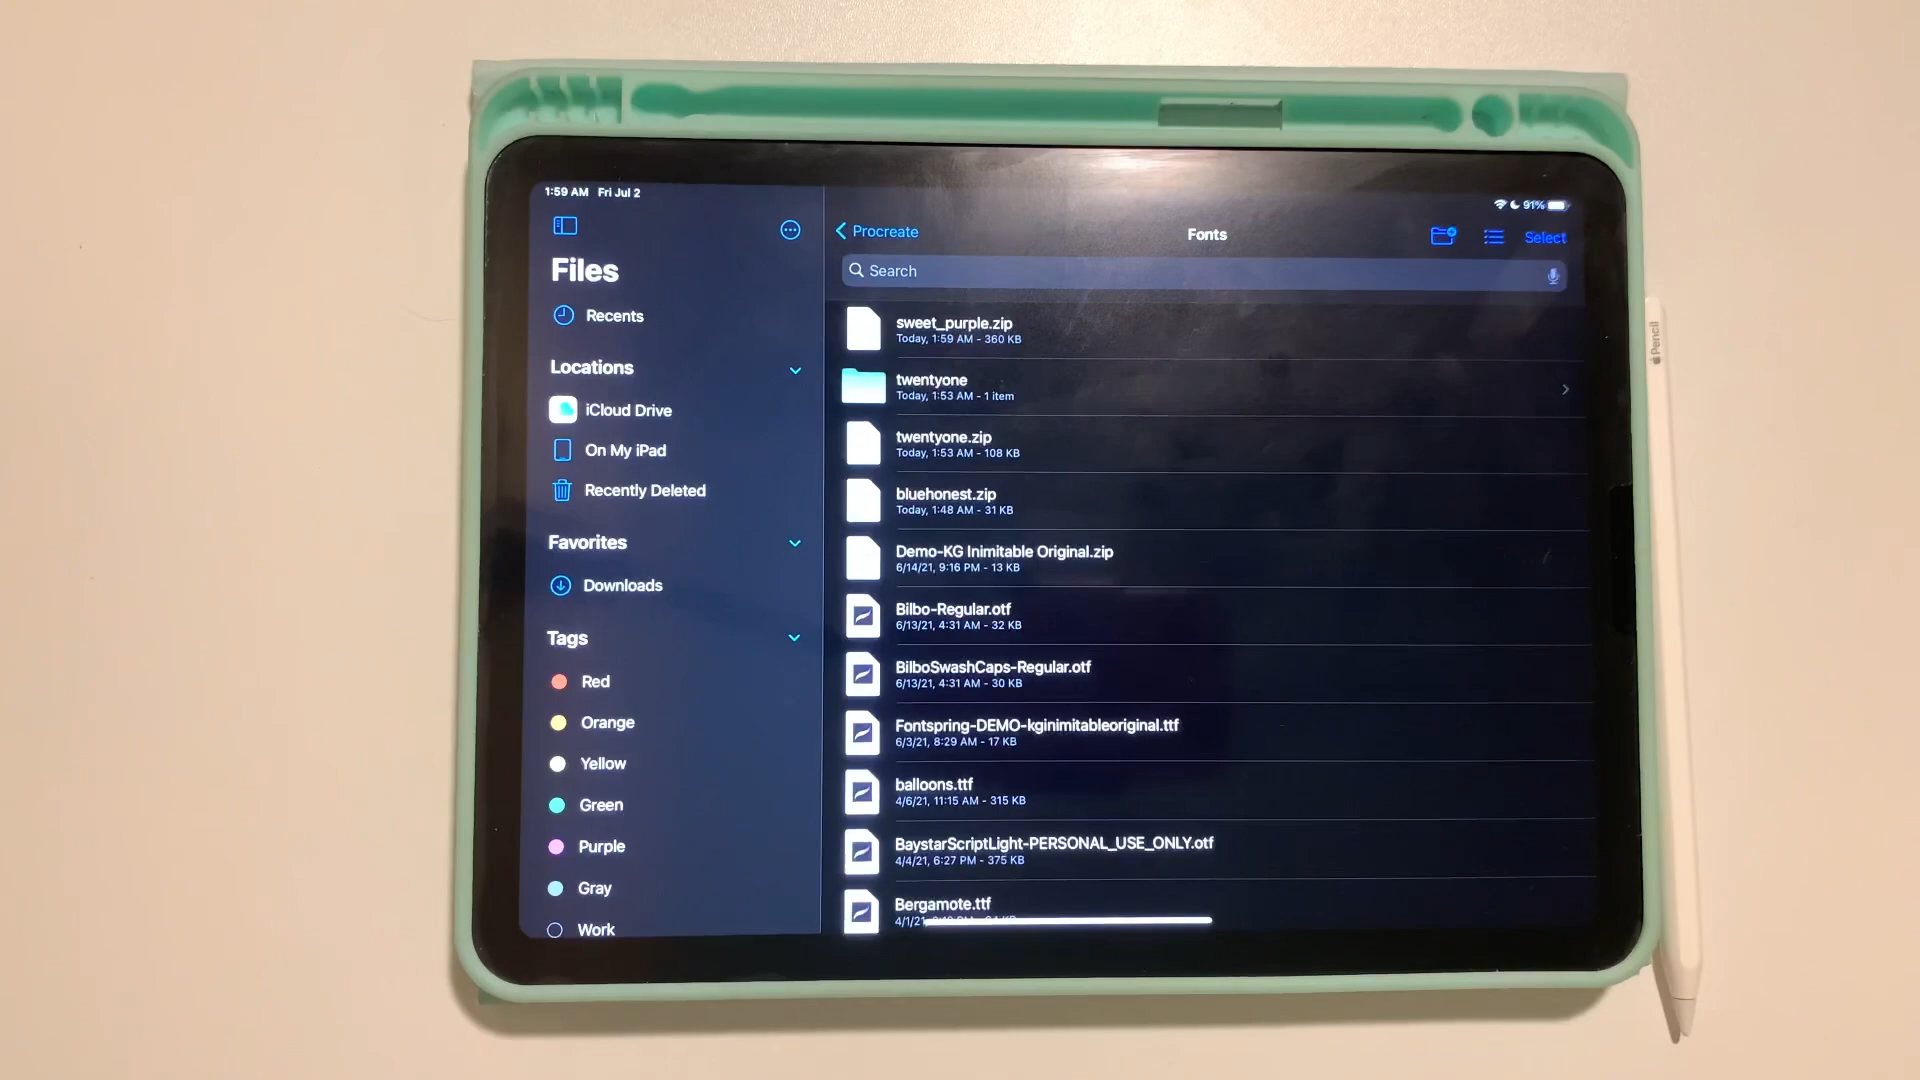 1:59 AM Fri Jul 2
91%
Files
Recents
Locations
iCloud Drive
On My iPad
Recently Deleted
Favorites
Downloads
Tags
Red
Orange
Yellow
Green
Purple
Gray
Work
Procreate
Fonts
Select
Search
sweet_purple.zip
Today, 1:59 AM - 360 KB
twentyone
Today, 1:53 AM - 1 item
twentyone.zip
Today, 1:53 AM - 108 KB
bluehonest.zip
Today, 1:48 AM - 31 KB
Demo-KG Inimitable Original.zip
6/14/21, 9:16 PM - 13 KB
Bilbo-Regular.otf
6/13/21, 4:31 AM - 32 KB
BilboSwashCaps-Regular.otf
6/13/21, 4:31 AM - 30 KB
Fontspring-DEMO-kginimitableoriginal.ttf
6/3/21, 8:29 AM - 17 KB
balloons.ttf
4/6/21, 11:15 AM - 315 KB
BaystarScriptLight-PERSONAL_USE_ONLY.otf
4/4/21, 6:27 PM - 375 KB
Bergamote.ttf
4/1/21
Pencil